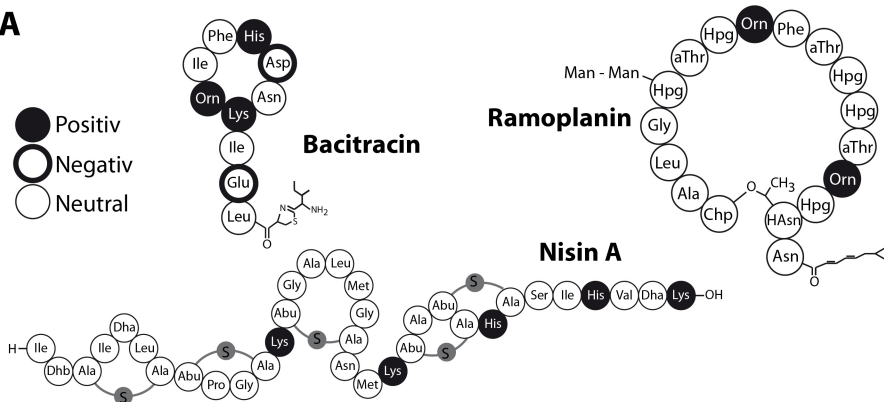 A
Positiv
Negativ
Neutral
Bacitracin
Phe
His
Asp
Asn
Lys
Orn
Ile
Ile
Glu
Leu
N
S
NH2
O
Ramoplanin
Man - Man
Hpg
aThr
Hpg
Orn
Phe
aThr
Hpg
Hpg
aThr
Orn
Hpg
HAsn
Asn
O
CH3
O
Chp
Ala
Leu
Gly
Nisin A
H
Ile
Dhb
Ala
Ile
Dha
Leu
Ala
S
Abu
Pro
Gly
Ala
S
Lys
Abu
Gly
Ala
Leu
Met
Gly
Ala
S
Asn
Met
Lys
Abu
Ala
Abu
Ala
His
S
S
Ala
Ser
Ile
His
Val
Dha
Lys
OH